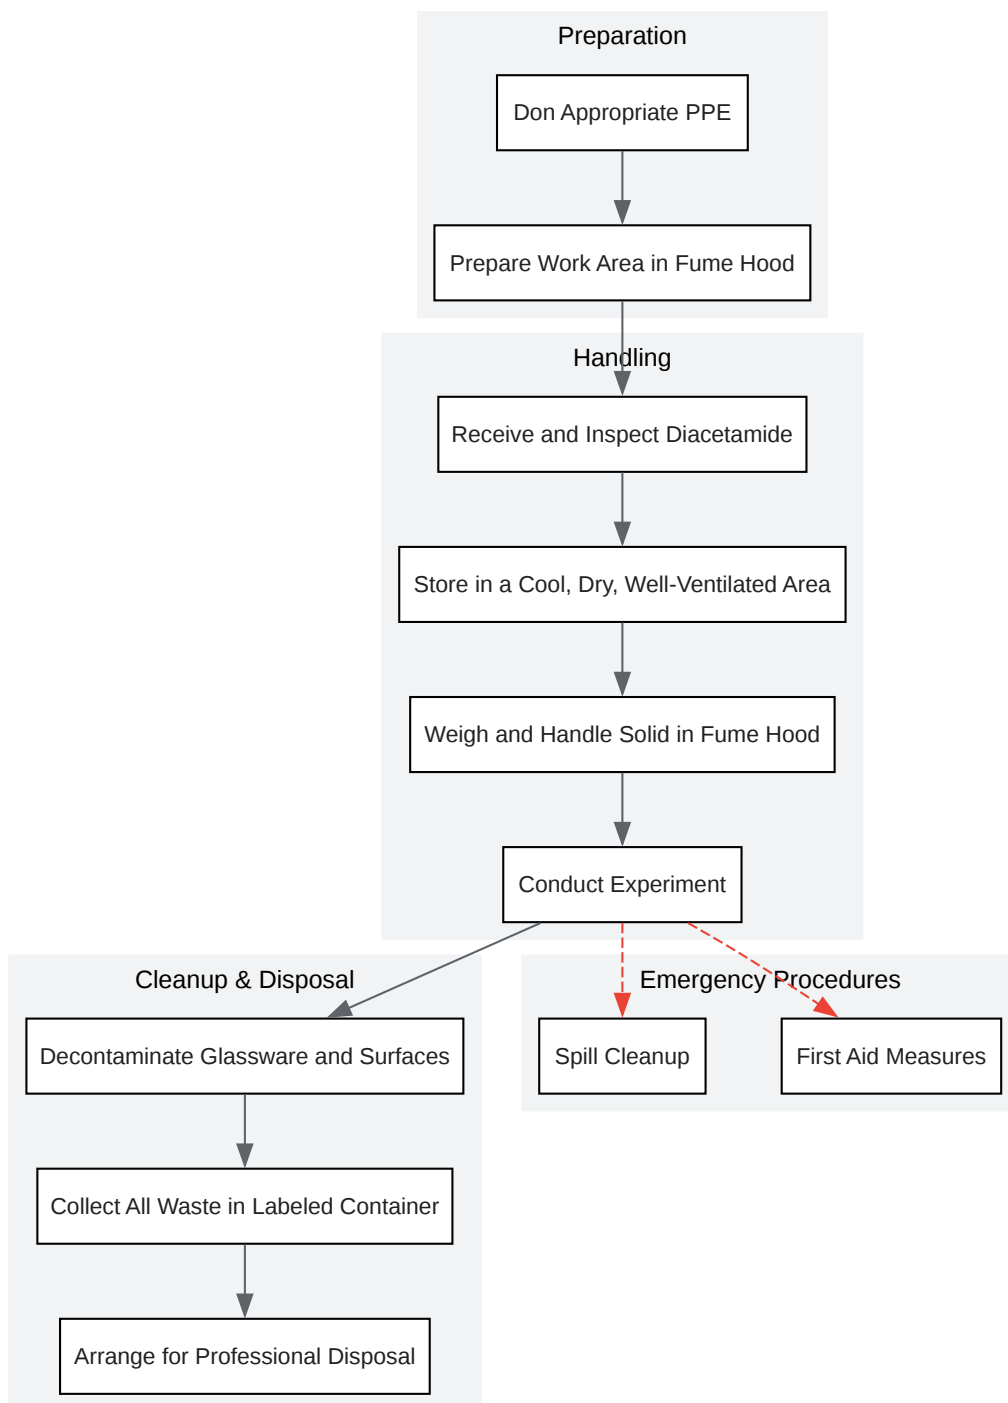 Preparation
Don Appropriate PPE
Prepare Work Area in Fume Hood
Handling
Receive and Inspect Diacetamide
Store in a Cool, Dry, Well-Ventilated Area
Weigh and Handle Solid in Fume Hood
Conduct Experiment
Cleanup & Disposal
Decontaminate Glassware and Surfaces
Collect All Waste in Labeled Container
Arrange for Professional Disposal
Emergency Procedures
Spill Cleanup
First Aid Measures